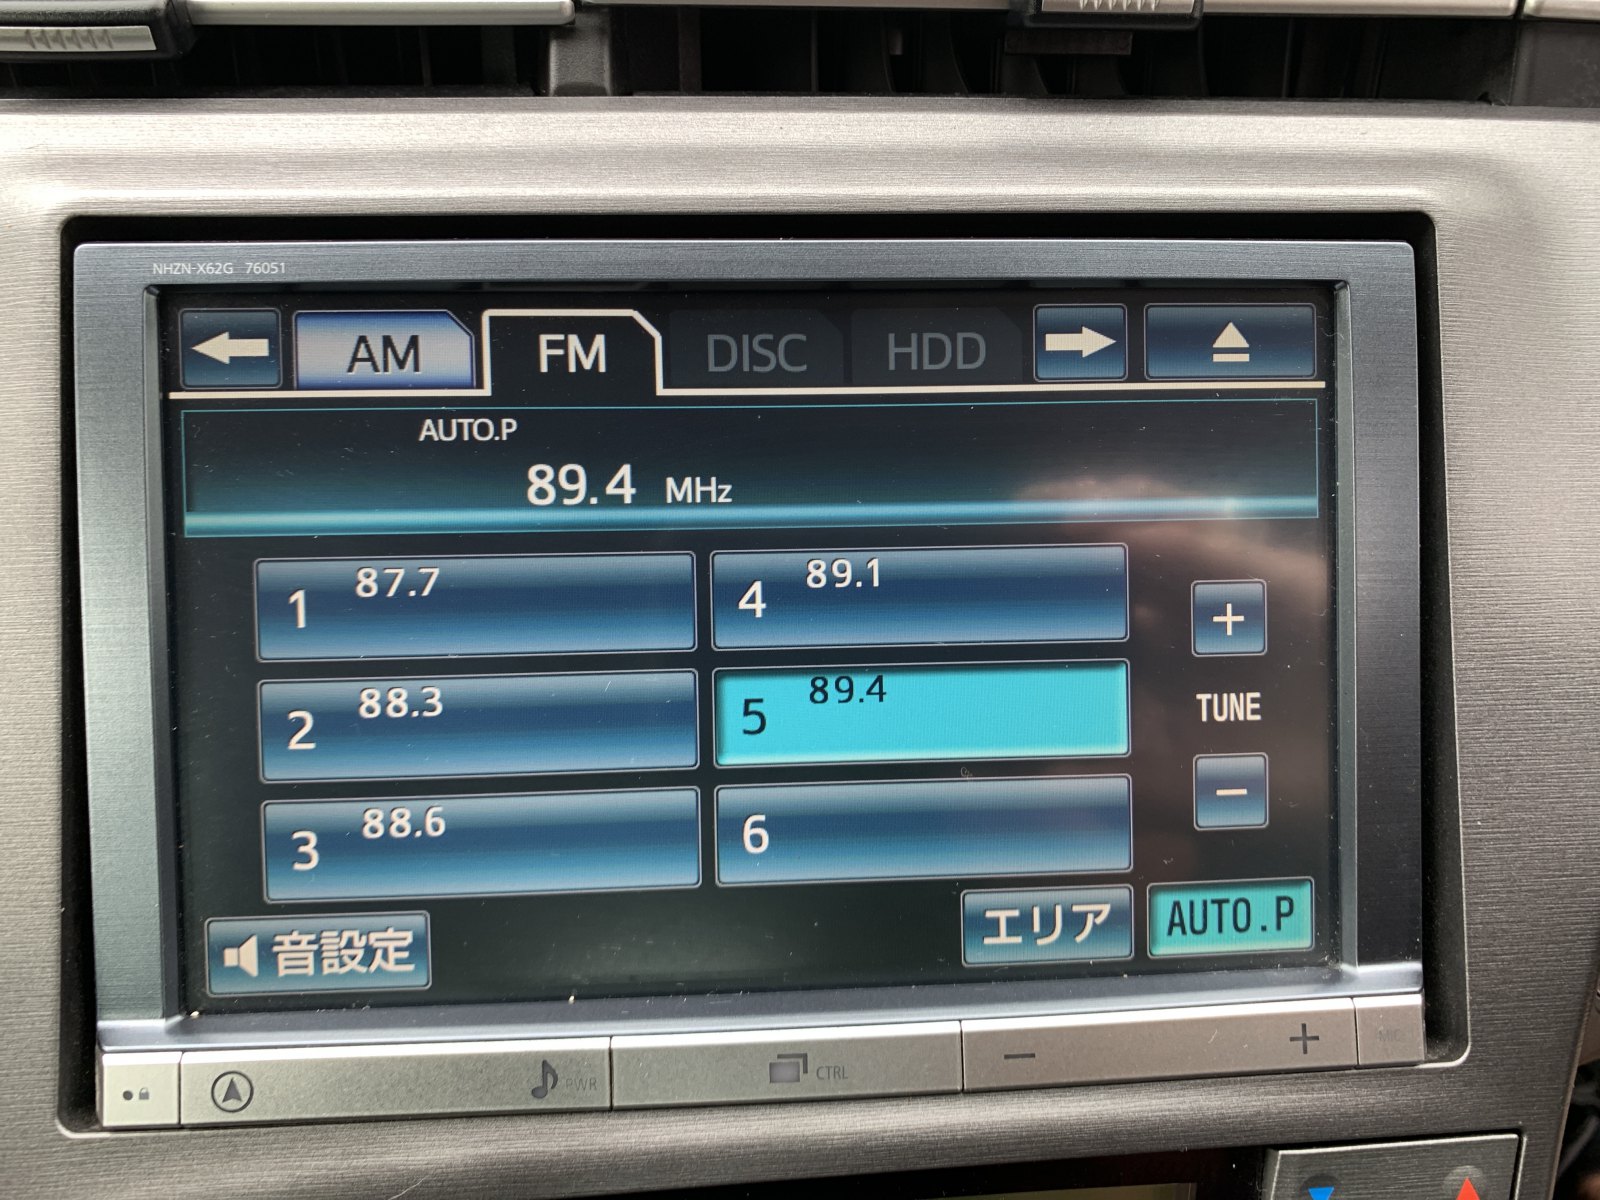 NHZN-X62G 76051
AM FM DISC HDD
AUTO.P
89.4 MHz
1 87.7
4 89.1
2 88.3
5 89.4
TUNE
3 88.6
6
音設定
エリア
AUTO.P
PWR
CTRL
MIC